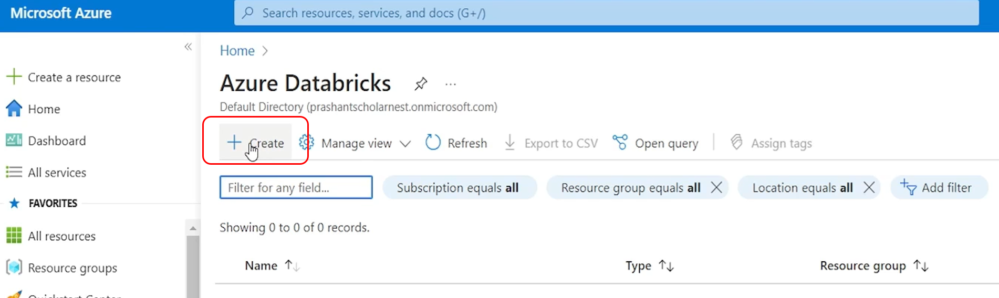 Microsoft Azure
Search resources, services, and docs (G+/)
«
Create a resource
Home
Dashboard
All services
FAVORITES
All resources
Resource groups
Quickstart Center
Home >
Azure Databricks
...
Default Directory (prashantscholarnest.onmicrosoft.com)
+ Create Manage view Refresh Export to CSV Open query Assign tags
Filter for any field... Subscription equals all Resource group equals all Location equals all Add filter
Showing 0 to 0 of 0 records.
Name ↑↓ Type ↑↓ Resource group ↑↓